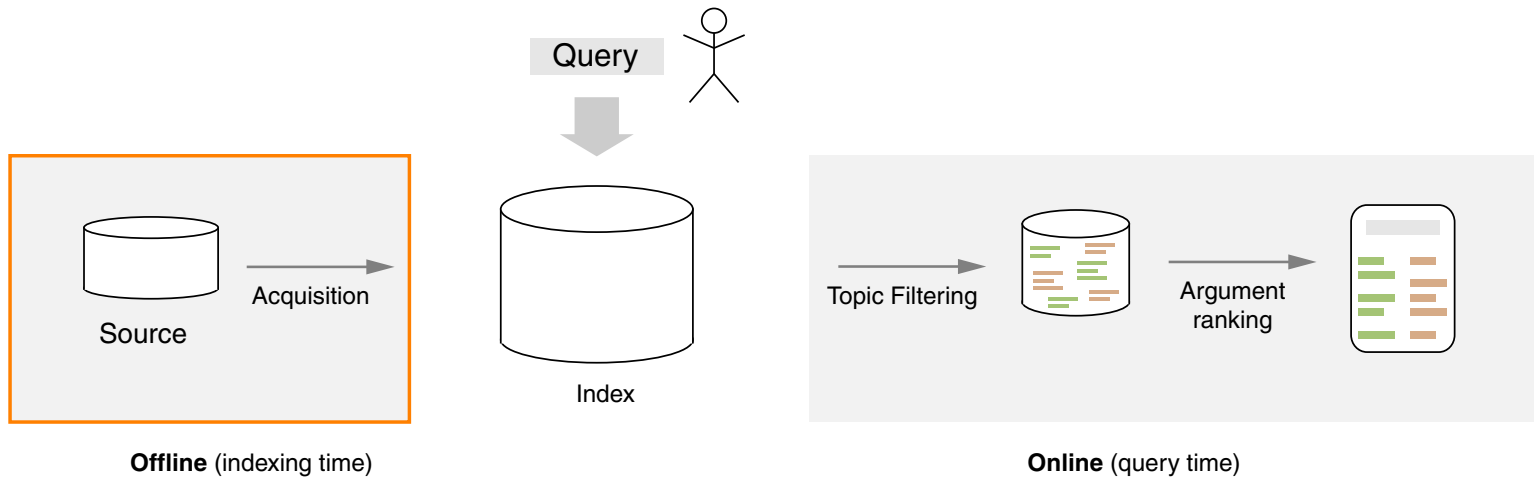 Query
Source
Acquisition
Index
Topic Filtering
Argument
ranking
Offline (indexing time)
Online (query time)